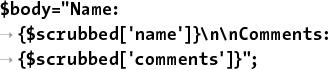 $body="Name:
→ {$scrubbed['name']}\n\nComments:
→ {$scrubbed['comments']}";